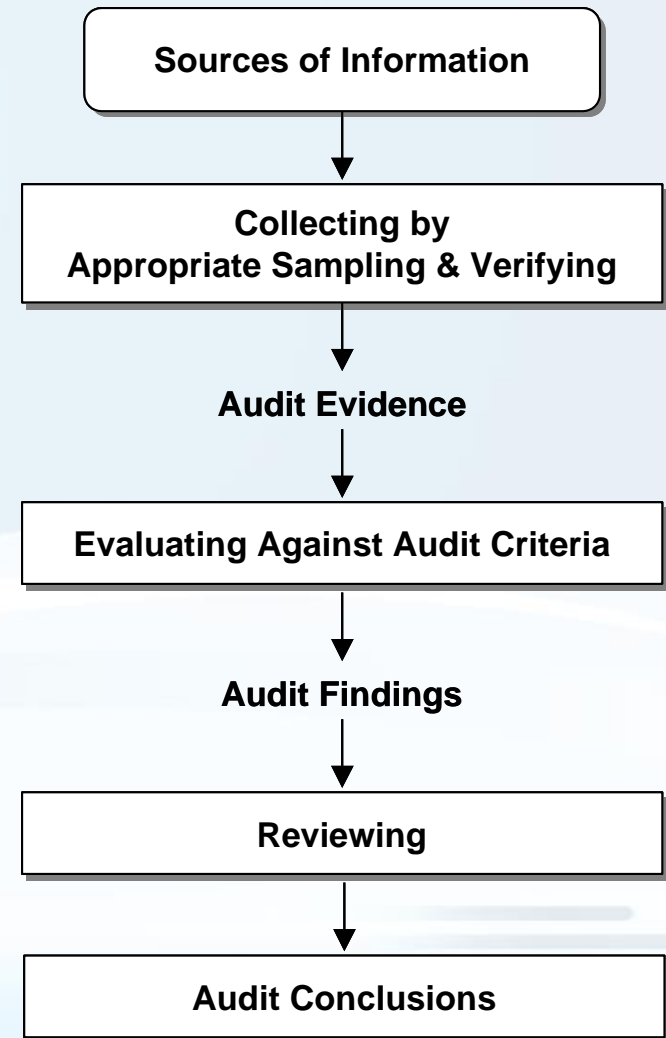 Sources of Information
Collecting by
Appropriate Sampling & Verifying
Audit Evidence
Evaluating Against Audit Criteria
Audit Findings
Reviewing
Audit Conclusions